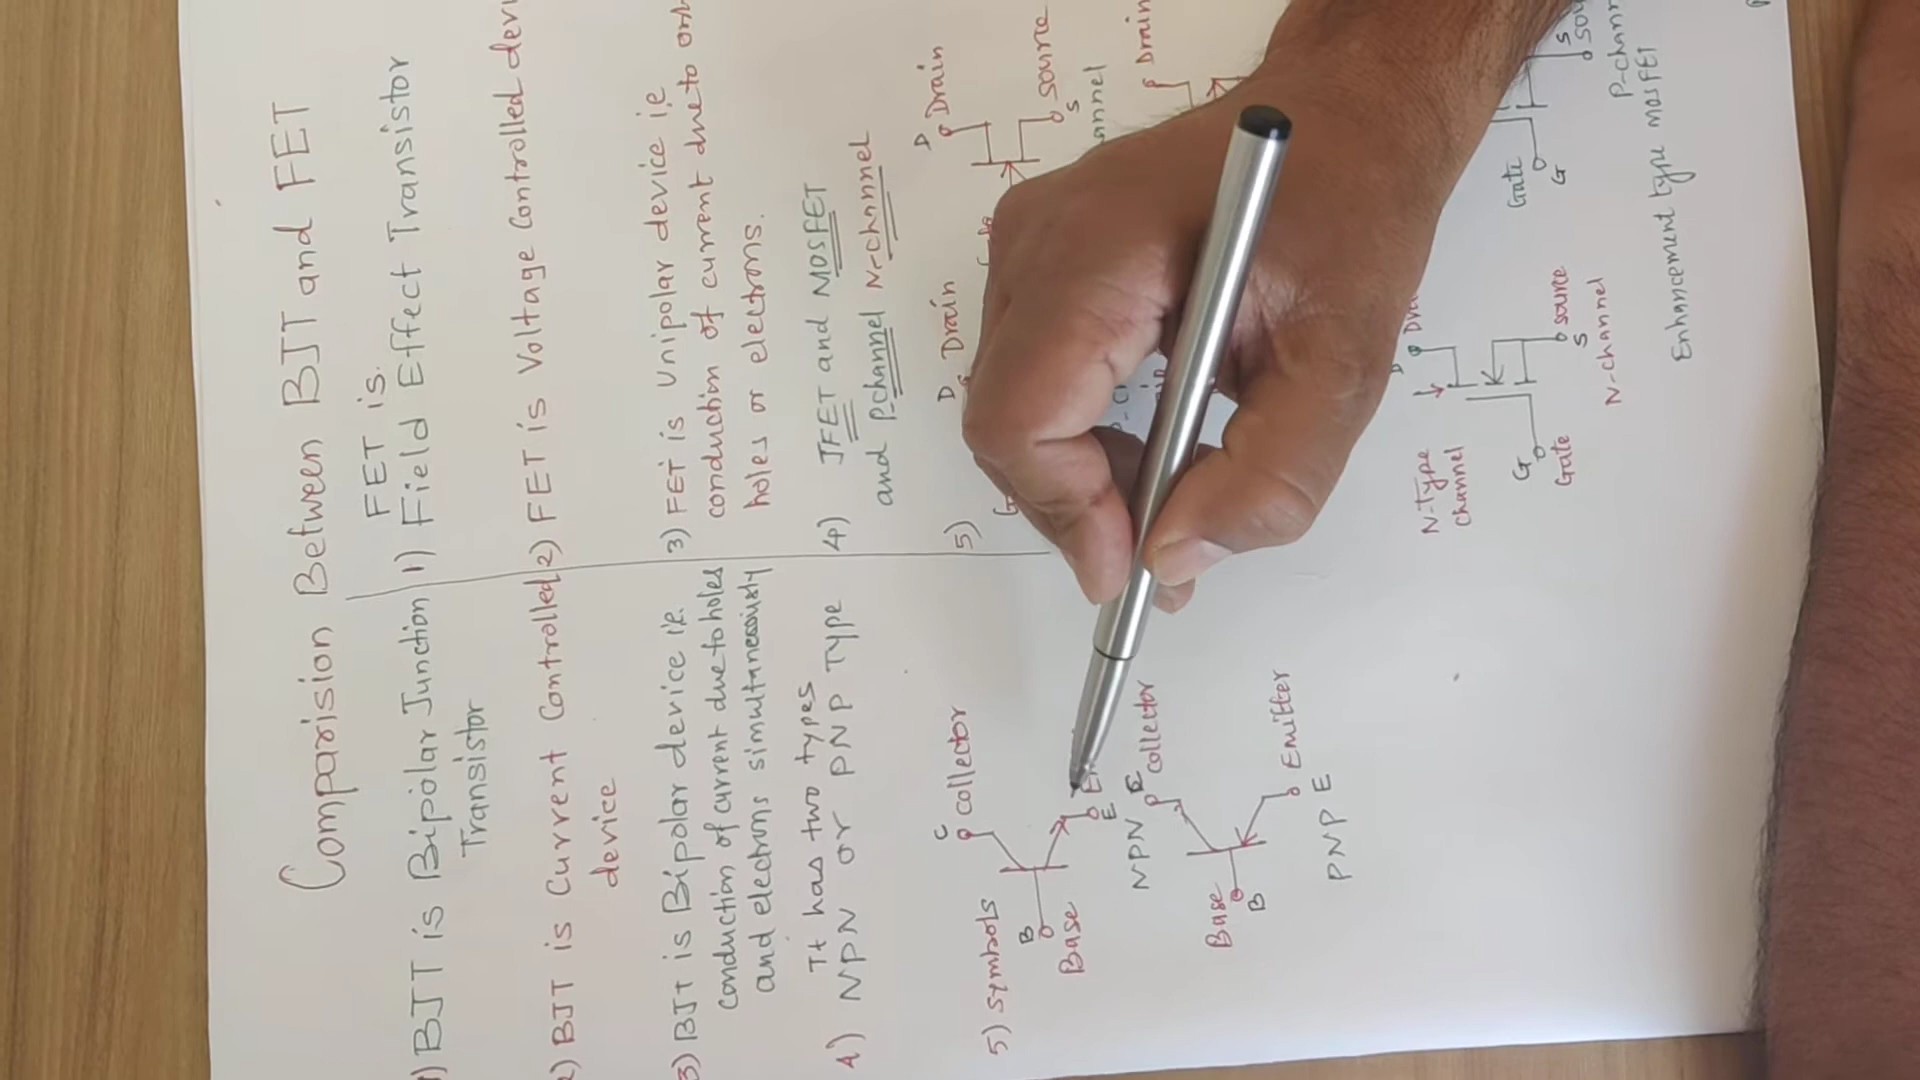 Comparision Between BJT and FET
1) BJT is Bipolar Junction
Transistor
2) BJT is Current Controlled
device
3) BJT is Bipolar device i.e.
conduction of current due to holes
and electrons simultaneously
It has two types
4) NPN or PNP Type
5) Symbols
C
Collector
B
Base
E
NPN
Collector
Base
B
Emitter
E
PNP
FET is.
1) Field Effect Transistor
2) FET is Voltage Controlled
3) FET is Unipolar device i.e
conduction of current due to
holes or electrons.
4) JFET and MOSFET
and Pchannel N-channel
5)
D
Drain
D
Drain
Source
S
Drain
N-Type
channel
G
Gate
Source
S
N-channel
Gate
G
S
MOSFET
Enhancement type MOSFET